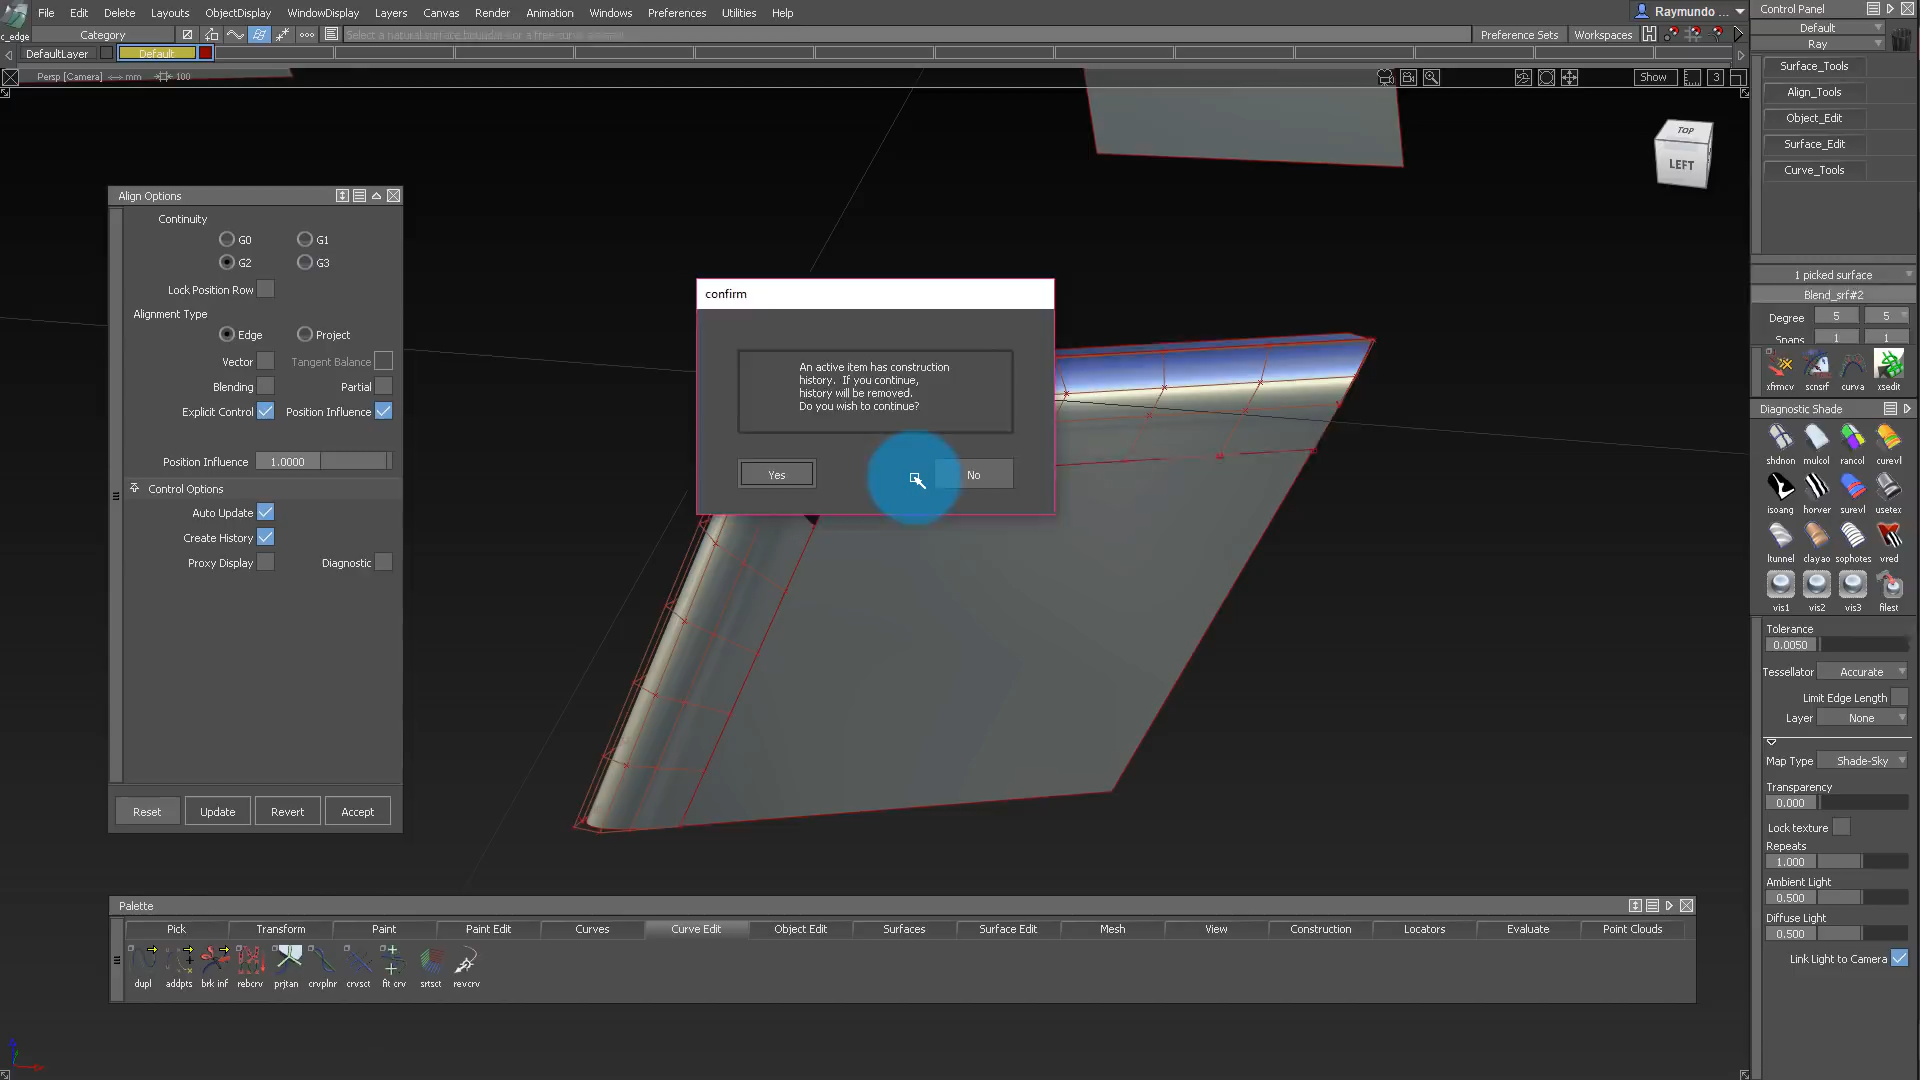 File Edit Delete Layouts ObjectDisplay WindowDisplay Layers Canvas Render Animation Windows Preferences Utilities Help
Raymundo ...
Control Panel
c_edge
Category
Preference Sets
Workspaces
Default
Ray
DefaultLayer
Default
Persp [Camera]
mm
100
Show
3
Surface_Tools
Align_Tools
Object_Edit
Surface_Edit
Curve_Tools
TOP
LEFT
Align Options
Continuity
G0
G1
G2
G3
Lock Position Row
Alignment Type
Edge
Project
Vector
Tangent Balance
Blending
Partial
Explicit Control
Position Influence
Position Influence
1.0000
Control Options
Auto Update
Create History
Proxy Display
Diagnostic
Reset
Update
Revert
Accept
confirm
An active item has construction
history. If you continue,
history will be removed.
Do you wish to continue?
Yes
No
1 picked surface
Blend_srf#2
Degree
5
5
Spans
1
1
xfrmcv
scnsrf
curva
xsedit
Diagnostic Shade
shdnon
mulcol
rancol
curevl
isoang
horver
surevl
usetex
ltunnel
clayao
sophotes
vred
vis1
vis2
vis3
filest
Tolerance
0.0050
Tessellator
Accurate
Limit Edge Length
Layer
None
Map Type
Shade-Sky
Transparency
0.000
Lock texture
Repeats
1.000
Ambient Light
0.500
Diffuse Light
0.500
Link Light to Camera
Palette
Pick
Transform
Paint
Paint Edit
Curves
Curve Edit
Object Edit
Surfaces
Surface Edit
Mesh
View
Construction
Locators
Evaluate
Point Clouds
dupl
addpts
brk inf
rebcrv
prjtan
crvplnr
crvsct
fit crv
srtsct
revcrv